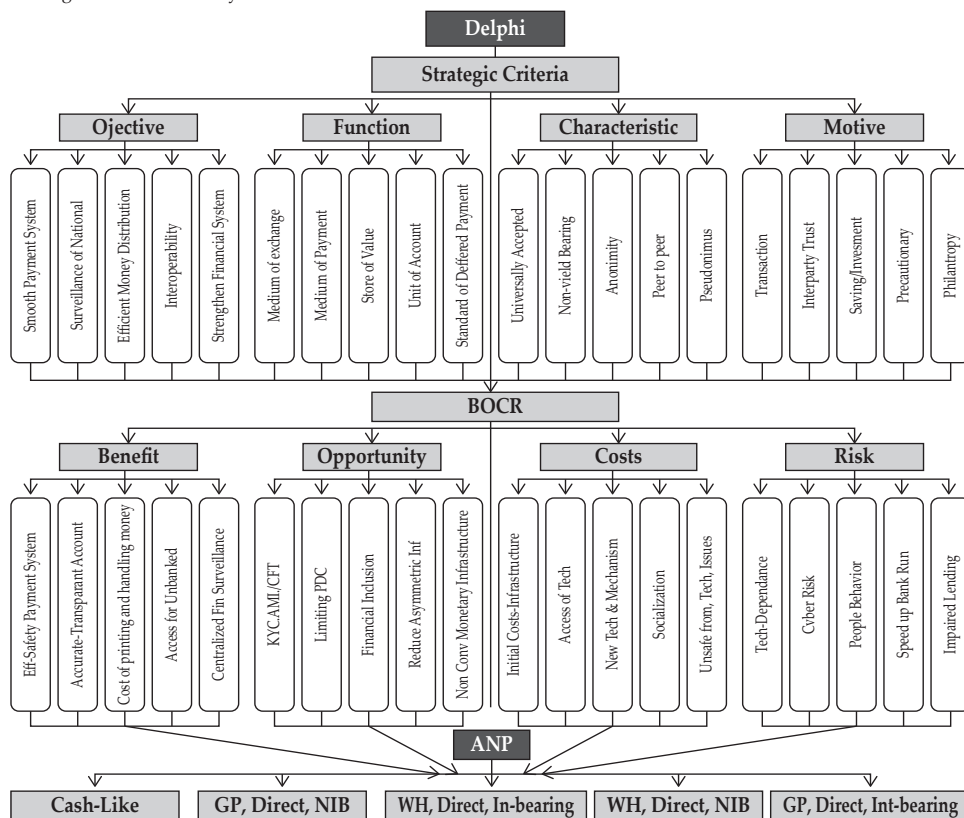 Delphi
Strategic Criteria
Ojective
Function
Characteristic
Motive
Smooth Payment System
Surveillance of National
Efficient Money Distribution
Interoperability
Strengthen Financial System
Medium of exchange
Medium of Payment
Store of Value
Unit of Account
Standard of Deffered Payment
Universally Accepted
Non-vield Bearing
Anonimity
Peer to peer
Pseudonimus
Transaction
Interparty Trust
Saving/Invesment
Precautionary
Philantropy
BOCR
Benefit
Opportunity
Costs
Risk
Eff-Safety Payment System
Accurate-Transparant Account
Cost of printing and handling money
Access for Unbanked
Centralized Fin Surveillance
KYC.AML/CFT
Limiting PDC
Financial Inclusion
Reduce Asymmetric Inf
Non Conv Monetary Infrastructure
Initial Costs-Infrastructure
Access of Tech
New Tech & Mechanism
Socialization
Unsafe from, Tech, Issues
Tech-Dependance
Cvber Risk
People Behavior
Speed up Bank Run
Impaired Lending
ANP
Cash-Like
GP, Direct, NIB
WH, Direct, In-bearing
WH, Direct, NIB
GP, Direct, Int-bearing